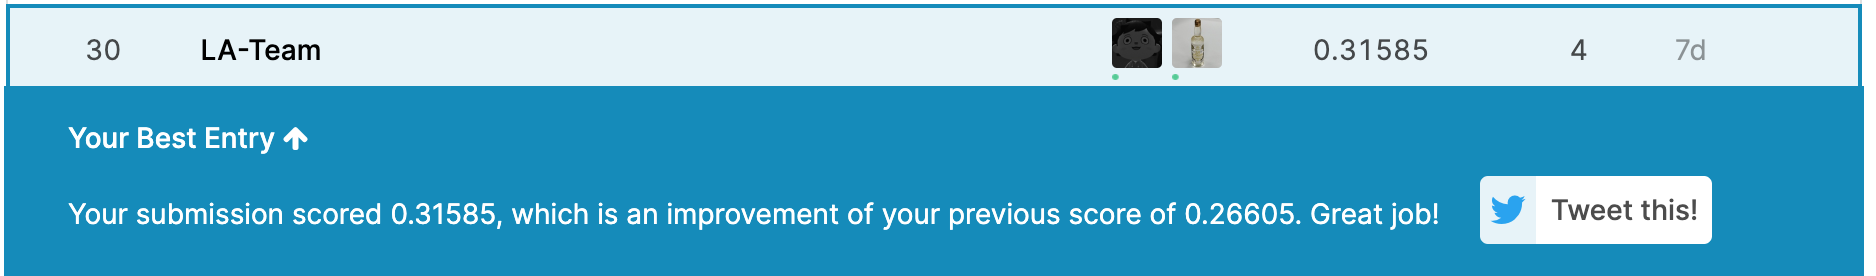 30 LA-Team 0.31585 4 7d
Your Best Entry ↑
Your submission scored 0.31585, which is an improvement of your previous score of 0.26605. Great job! Tweet this!